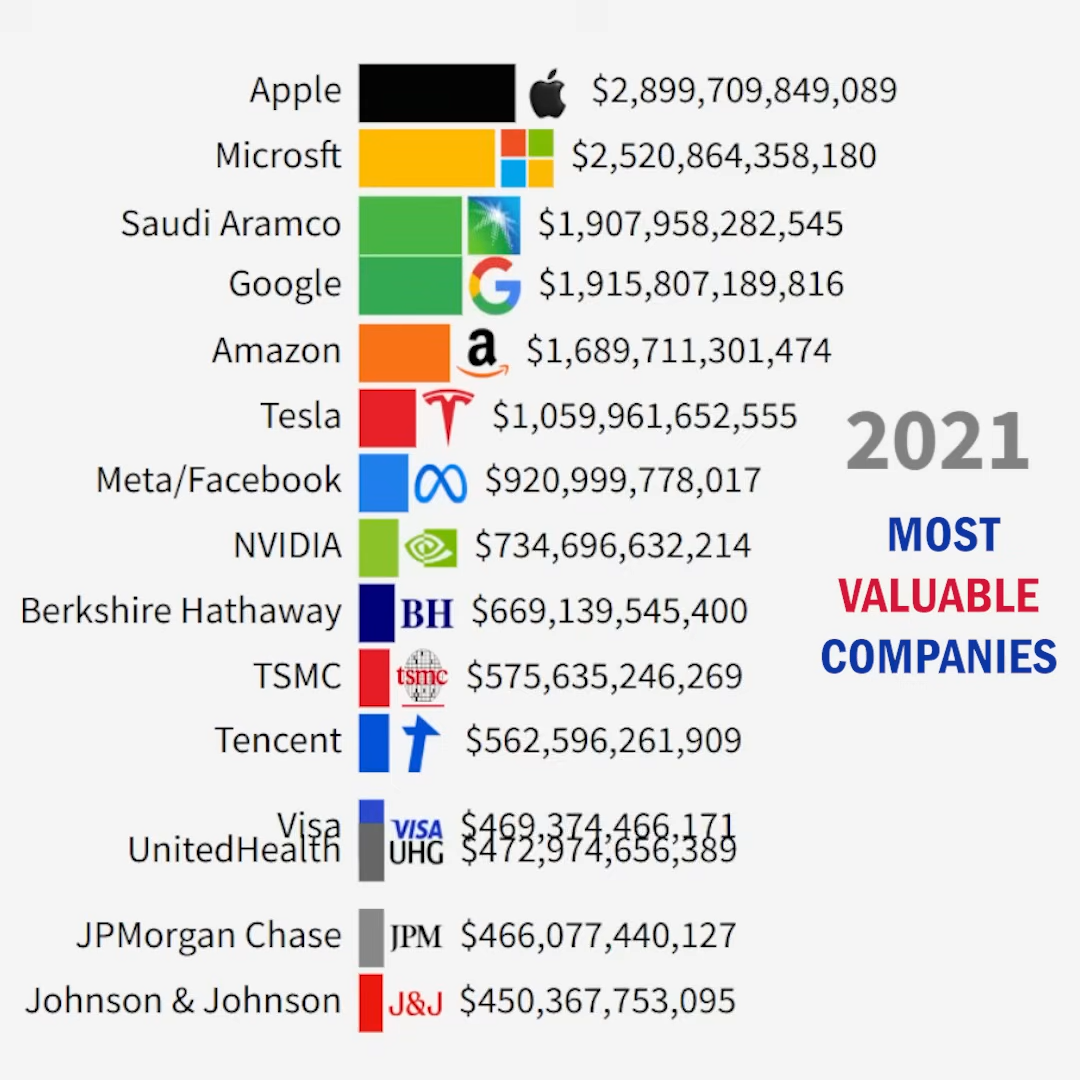 Apple $2,899,709,849,089
Microsft $2,520,864,358,180
Saudi Aramco $1,907,958,282,545
Google $1,915,807,189,816
Amazon a $1,689,711,301,474
Tesla $1,059,961,652,555
Meta/Facebook $920,999,778,017
NVIDIA $734,696,632,214
Berkshire Hathaway BH $669,139,545,400
TSMC tsmc $575,635,246,269
Tencent $562,596,261,909
Visa VISA $469,374,466,171
UnitedHealth UHG $472,974,656,389
JPMorgan Chase JPM $466,077,440,127
Johnson & Johnson J&J $450,367,753,095
2021
MOST
VALUABLE
COMPANIES